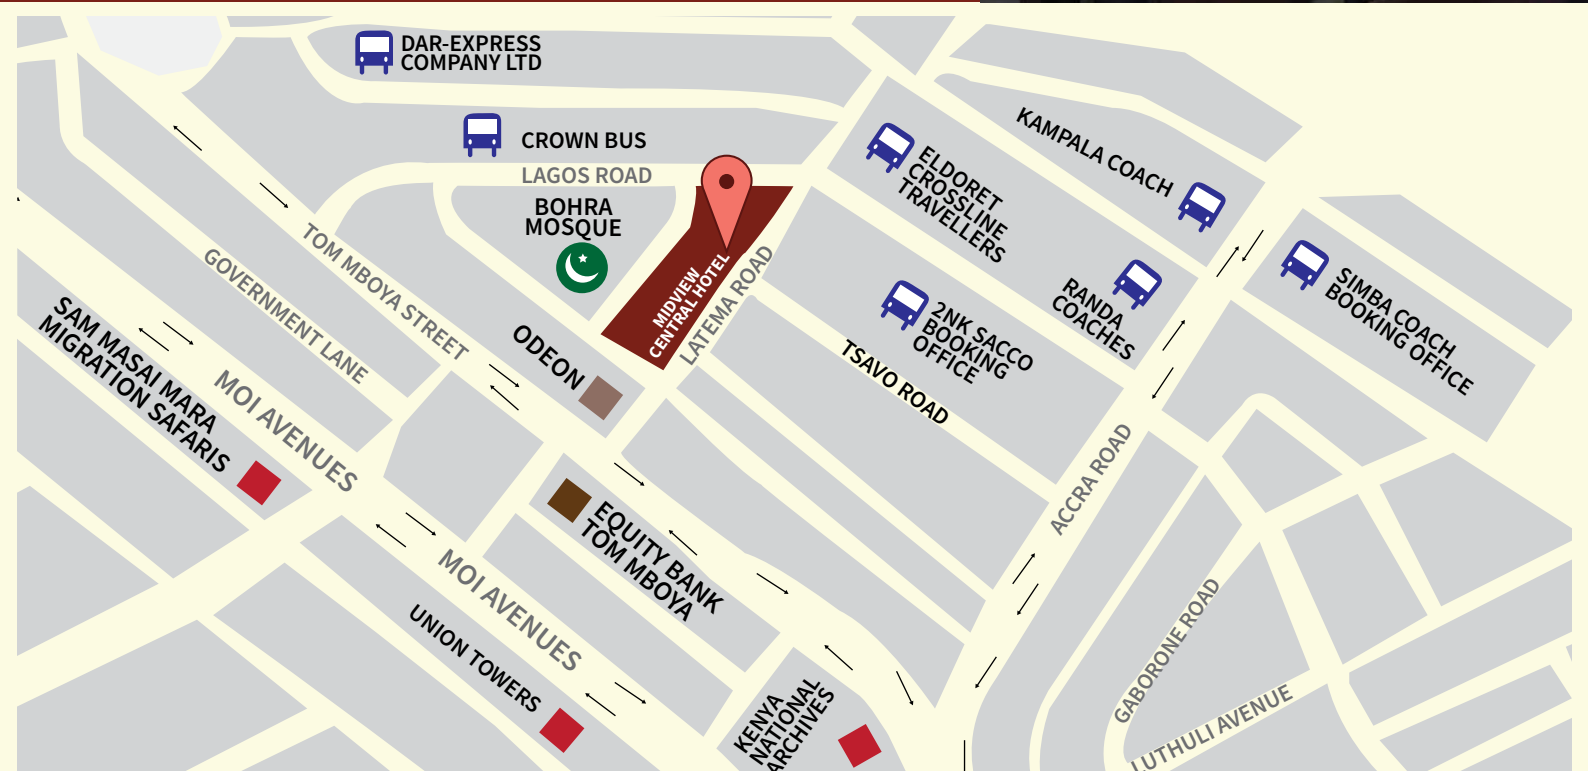 DAR-EXPRESS
COMPANY LTD
CROWN BUS
LAGOS ROAD
BOHRA
MOSQUE
KAMPALA COACH
ELDORET
CROSSLINE
TRAVELLERS
TOM MBOYA STREET
GOVERNMENT LANE
MIDVIEW
CENTRAL HOTEL
LATEMA ROAD
RANDA
COACHES
SIMBA COACH
BOOKING OFFICE
2NK SACCO
BOOKING
OFFICE
SAM MASAI MARA
MIGRATION SAFARIS
ODEON
TSAVO ROAD
MOI AVENUES
ACCRA ROAD
EQUITY BANK
TOM MBOYA
MOI AVENUES
UNION TOWERS
GABORONE ROAD
KENYA
NATIONAL
ARCHIVES
LUTHULI AVENUE